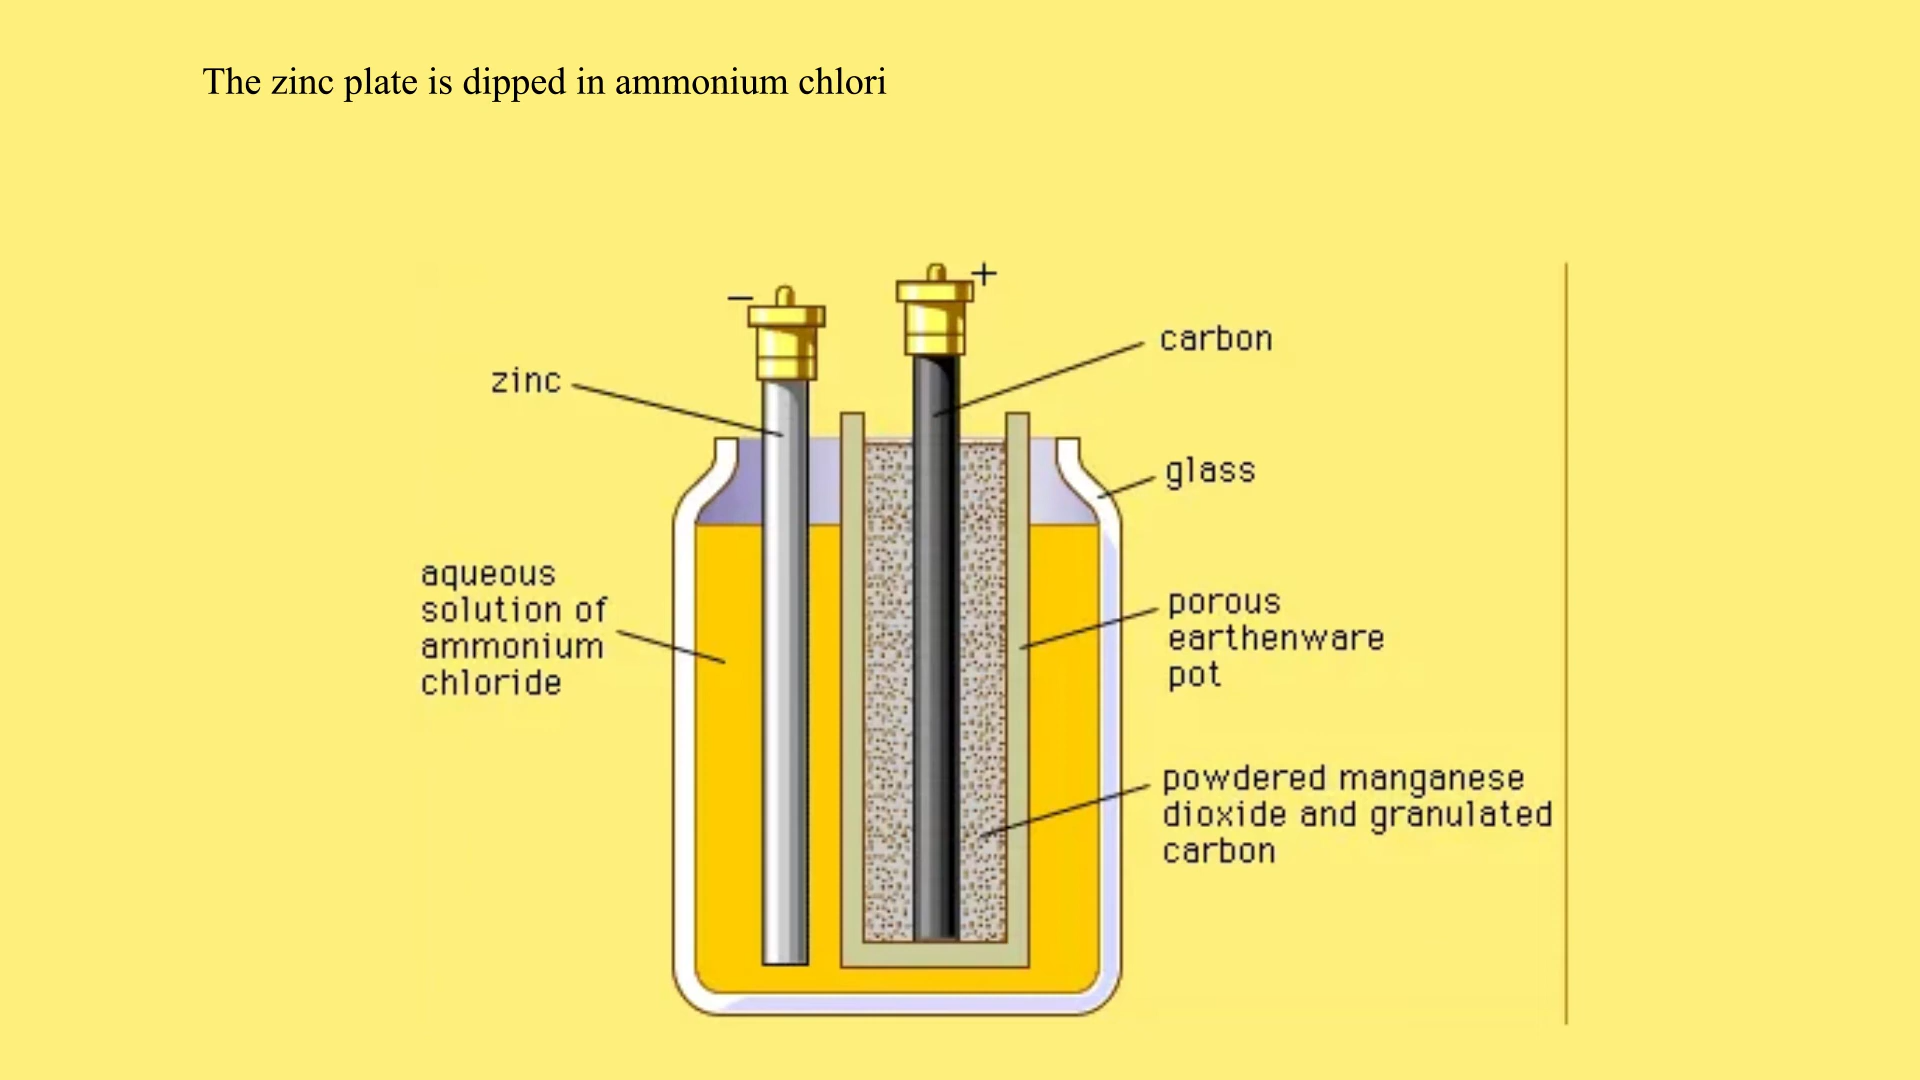 The zinc plate is dipped in ammonium chlori
−
+
zinc
carbon
glass
aqueous
solution of
ammonium
chloride
porous
earthenware
pot
powdered manganese
dioxide and granulated
carbon